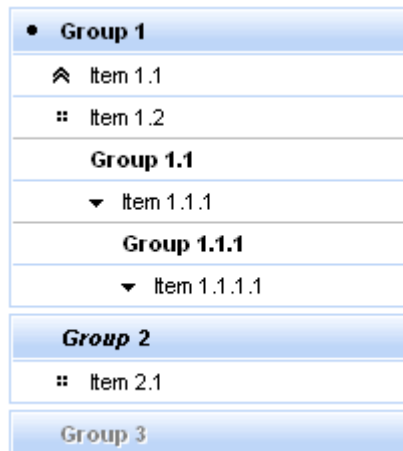 Group 1
Item 1.1
Item 1.2
Group 1.1
Item 1.1.1
Group 1.1.1
Item 1.1.1.1
Group 2
Item 2.1
Group 3